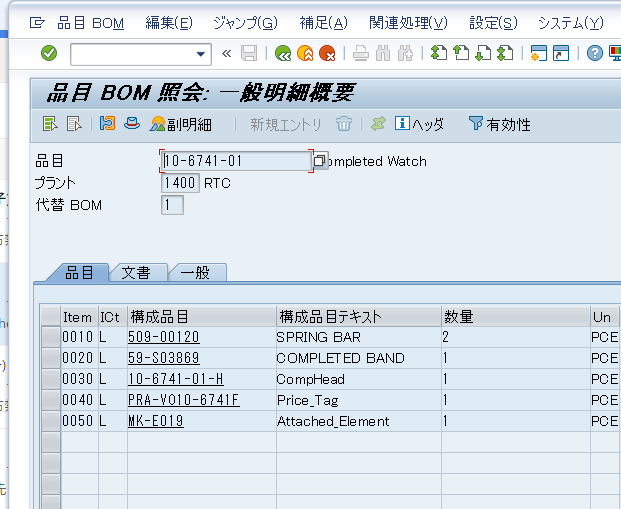 品目 BOM 編集(E) ジャンプ(G) 補足(A) 関連処理(V) 設定(S) システム(Y)
品目 BOM 照会: 一般明細概要
副明細 新規エントリ ヘッダ 有効性
品目 10-6741-01 ompleted Watch
プラント 1400 RTC
代替 BOM 1
品目 文書 一般
Item ICt 構成品目 構成品目テキスト 数量 Un
0010 L 509-00120 SPRING BAR 2 PCE
0020 L 59-S03869 COMPLETED BAND 1 PCE
0030 L 10-6741-01-H CompHead 1 PCE
0040 L PRA-VO10-6741F Price_Tag 1 PCE
0050 L MK-E019 Attached_Element 1 PCE